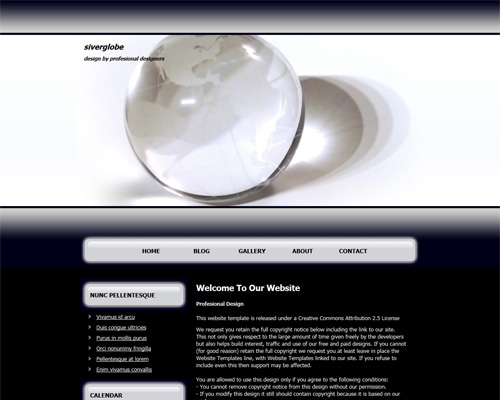 siverglobe
design by profesional designers
HOME BLOG GALLERY ABOUT CONTACT
NUNC PELLENTESQUE
Vivamus id arcu
Duis congue ultricies
Purus in mollis purus
Orci nonummy fringilla
Pellentesque at lorem
Enim vivamus convallis
CALENDAR
Welcome To Our Website
Profesional Design
This website template is released under a Creative Commons Attribution 2.5 License
We request you retain the full copyright notice below including the link to our site.
This not only gives respect to the large amount of time given freely by the developers
but also helps build interest, traffic and use of our free and paid designs. If you cannot
(for good reason) retain the full copyright we request you at least leave in place the
Website Templates line, with Website Templates linked to our site. If you refuse to
include even this then support may be affected.
You are allowed to use this design only if you agree to the following conditions:
- You cannot remove copyright notice from this design without our permission.
- If you modify this design it still should contain copyright because it is based on our